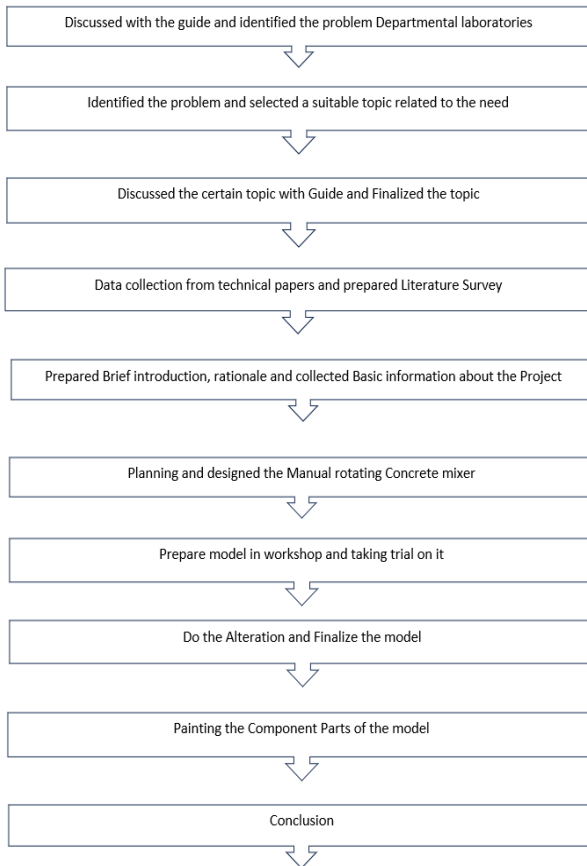 Discussed with the guide and identified the problem Departmental laboratories
Identified the problem and selected a suitable topic related to the need
Discussed the certain topic with Guide and Finalized the topic
Data collection from technical papers and prepared Literature Survey
Prepared Brief introduction, rationale and collected Basic information about the Project
Planning and designed the Manual rotating Concrete mixer
Prepare model in workshop and taking trial on it
Do the Alteration and Finalize the model
Painting the Component Parts of the model
Conclusion